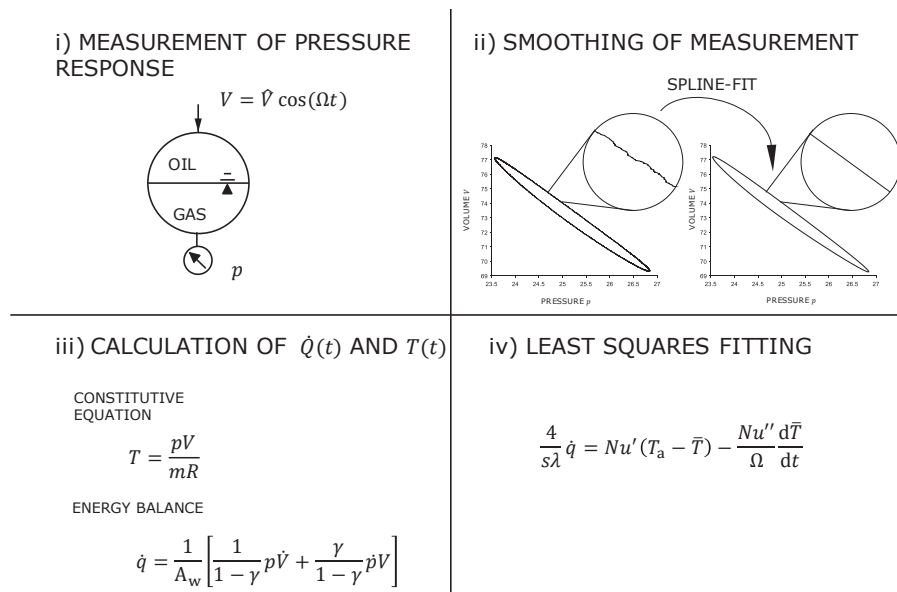 i) MEASUREMENT OF PRESSURE
RESPONSE
V = V̂ cos(Ωt)
OIL
GAS
p
ii) SMOOTHING OF MEASUREMENT
SPLINE-FIT
VOLUME V
78
77
76
75
74
73
72
71
70
69
23.5 24 24.5 25 25.5 26 26.5 27
PRESSURE p
VOLUME V
78
77
76
75
74
73
72
71
70
69
23.5 24 24.5 25 25.5 26 26.5 27
PRESSURE p
iii) CALCULATION OF Q̇(t) AND T(t)
CONSTITUTIVE
EQUATION
T = pV / mR
ENERGY BALANCE
q̇ = 1/A_w [ 1/(1 − γ) pV̇ + γ/(1 − γ) ṗV ]
iv) LEAST SQUARES FITTING
4/(sλ) q̇ = Nu′(T_a − T̄) − Nu″/Ω dT̄/dt